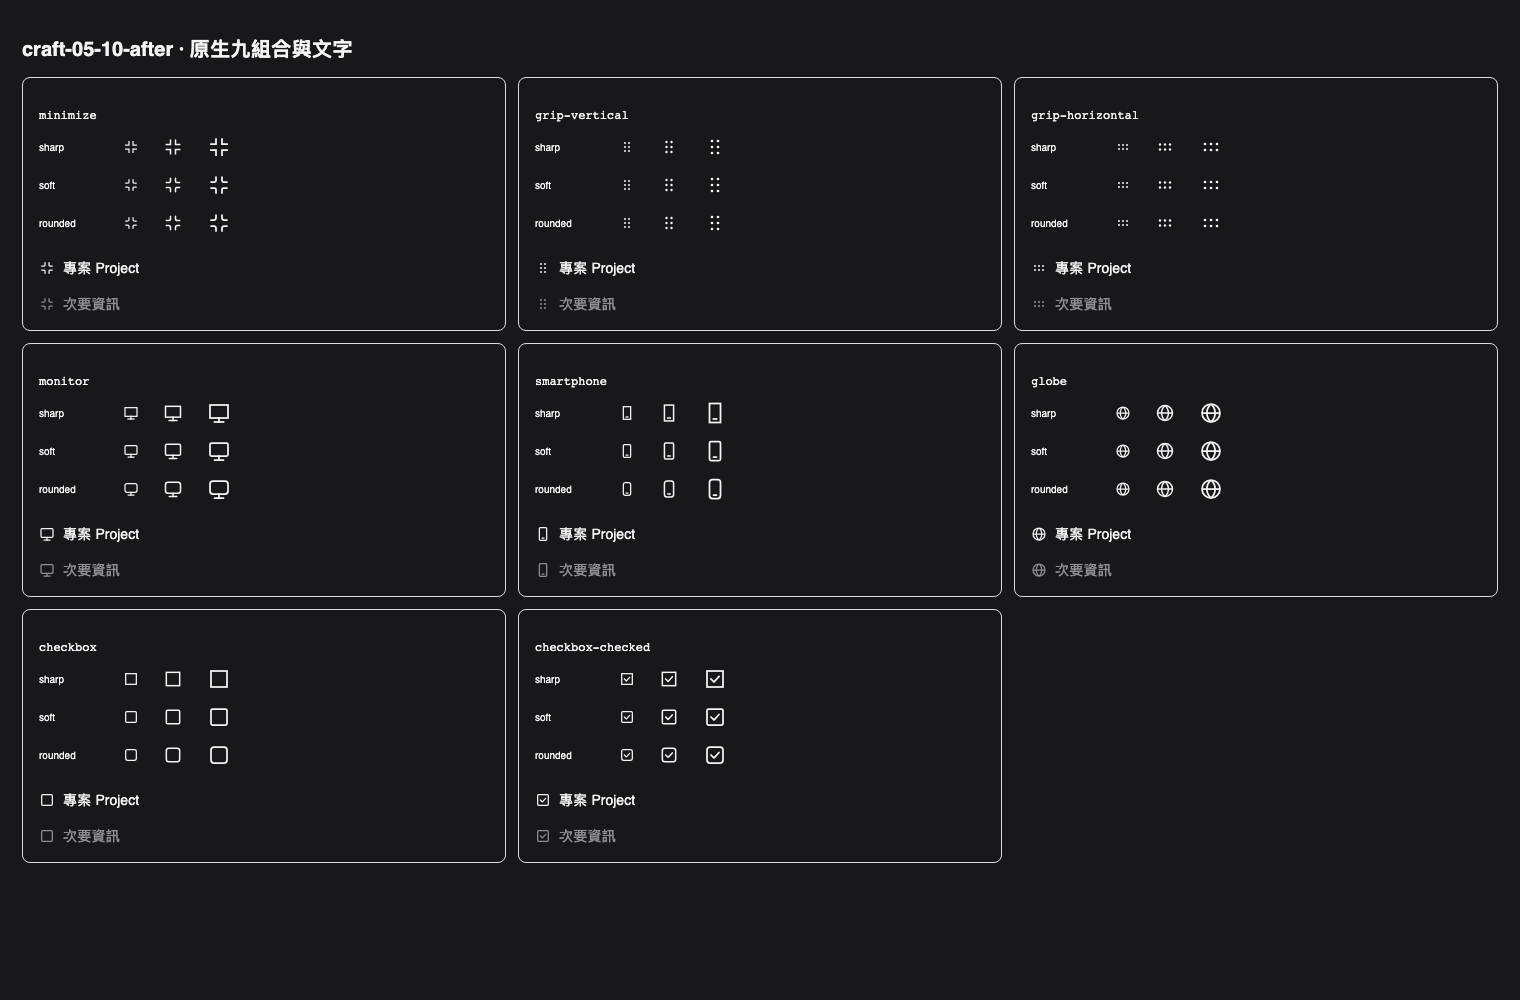 craft-05-10-after · 原生九組合與文字
minimize
sharp
soft
rounded
專案 Project
次要資訊
grip-vertical
sharp
soft
rounded
專案 Project
次要資訊
grip-horizontal
sharp
soft
rounded
專案 Project
次要資訊
monitor
sharp
soft
rounded
專案 Project
次要資訊
smartphone
sharp
soft
rounded
專案 Project
次要資訊
globe
sharp
soft
rounded
專案 Project
次要資訊
checkbox
sharp
soft
rounded
專案 Project
次要資訊
checkbox-checked
sharp
soft
rounded
專案 Project
次要資訊